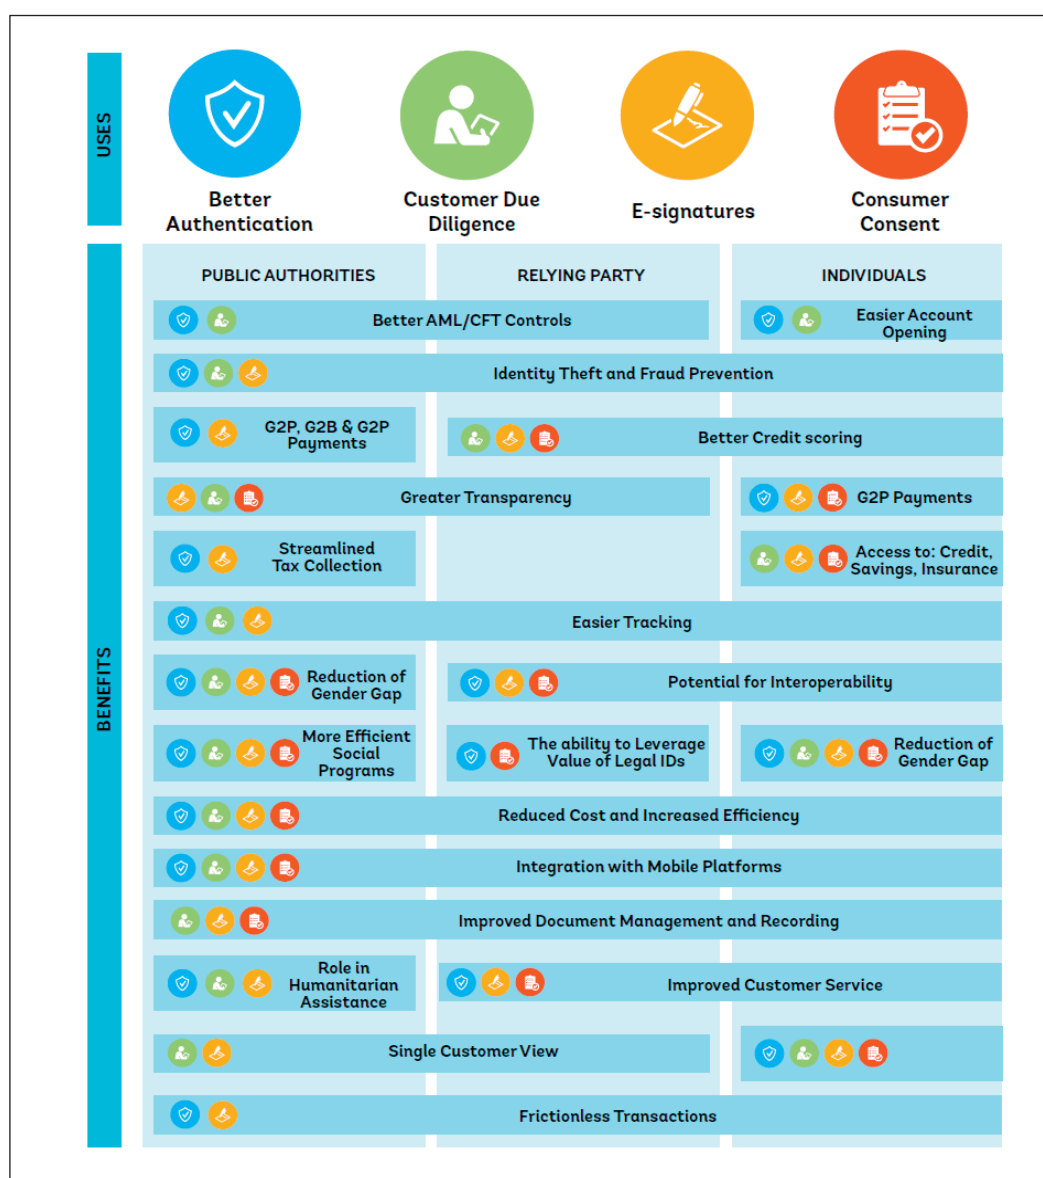 USES
Better
Authentication
Customer Due
Diligence
E-signatures
Consumer
Consent
BENEFITS
PUBLIC AUTHORITIES
RELYING PARTY
INDIVIDUALS
Better AML/CFT Controls
Easier Account
Opening
Identity Theft and Fraud Prevention
G2P, G2B & G2P
Payments
Better Credit scoring
Greater Transparency
G2P Payments
Streamlined
Tax Collection
Access to: Credit,
Savings, Insurance
Easier Tracking
Reduction of
Gender Gap
Potential for Interoperability
More Efficient
Social
Programs
The ability to Leverage
Value of Legal IDs
Reduction of
Gender Gap
Reduced Cost and Increased Efficiency
Integration with Mobile Platforms
Improved Document Management and Recording
Role in
Humanitarian
Assistance
Improved Customer Service
Single Customer View
Frictionless Transactions